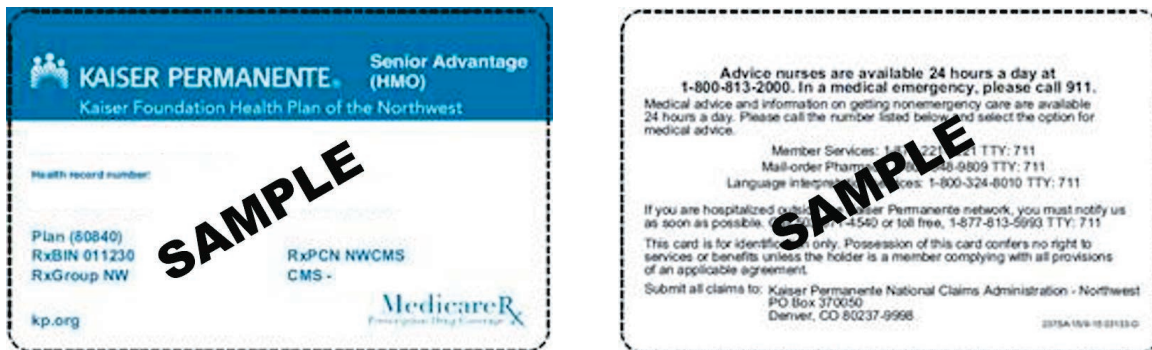 KAISER PERMANENTE®
Kaiser Foundation Health Plan of the Northwest
Senior Advantage
(HMO)
Health record number:
SAMPLE
Plan (80840)
RxBIN 011230
RxGroup NW
RxPCN NWCMS
CMS -
kp.org
MedicareRx
Prescription Drug Coverage
Advice nurses are available 24 hours a day at
1-800-813-2000. In a medical emergency, please call 911.
Medical advice and information on getting nonemergency care are available
24 hours a day. Please call the number listed below and select the option for
medical advice.
Member Services: TTY: 711
Mail-order TTY: 711
Language 1-800-324-8010 TTY: 711
SAMPLE
If you are hospitalized Permanente network, you must notify us
as soon as possible. or toll free, 1-877-813-5993 TTY: 711
This card is for identification only. Possession of this card confers no right to
services or benefits unless the holder is a member complying with all provisions
of an applicable agreement.
Submit all claims to: Kaiser Permanente National Claims Administration - Northwest
PO Box 370050
Denver, CO 80237-9998